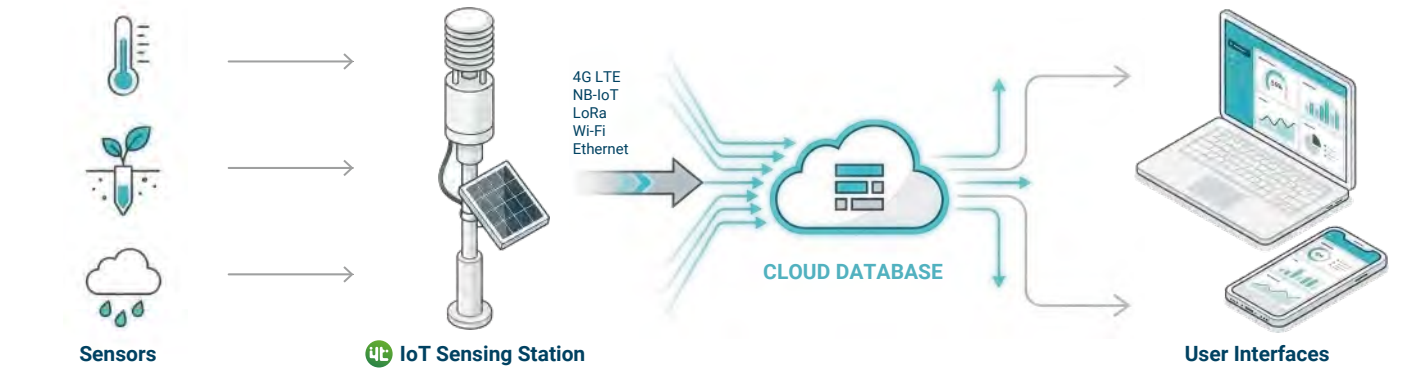 4G LTE
NB-IoT
LoRa
Wi-Fi
Ethernet
CLOUD DATABASE
Sensors
IoT Sensing Station
User Interfaces